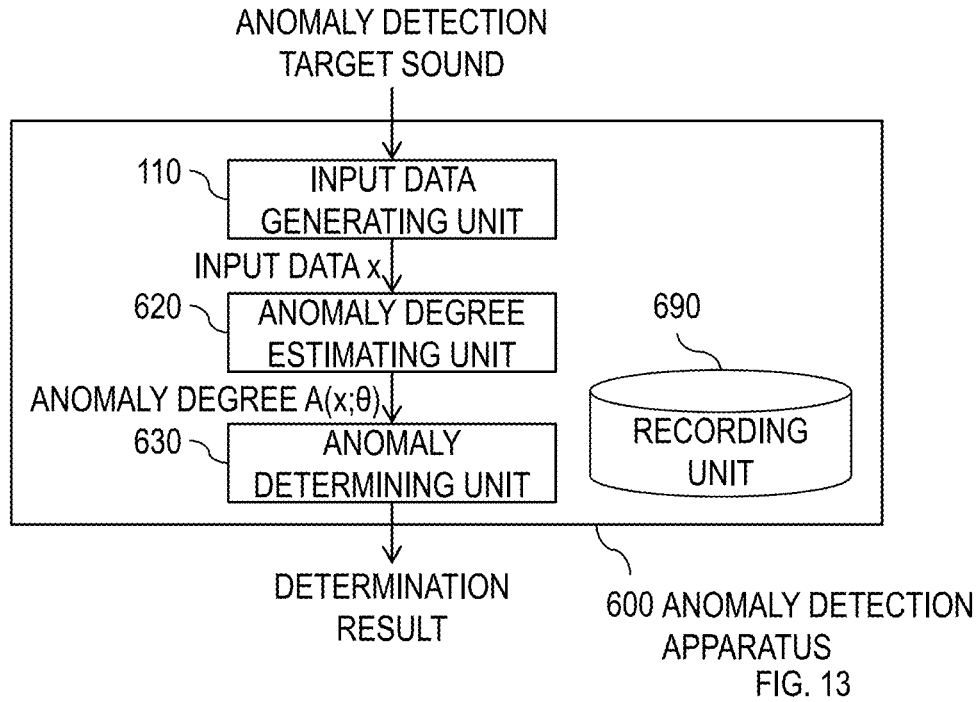 ANOMALY DETECTION
TARGET SOUND
110
INPUT DATA
GENERATING UNIT
INPUT DATA x
620
ANOMALY DEGREE
ESTIMATING UNIT
690
ANOMALY DEGREE A(x;θ)
630
ANOMALY
DETERMINING UNIT
RECORDING
UNIT
DETERMINATION
RESULT
600 ANOMALY DETECTION
APPARATUS
FIG. 13